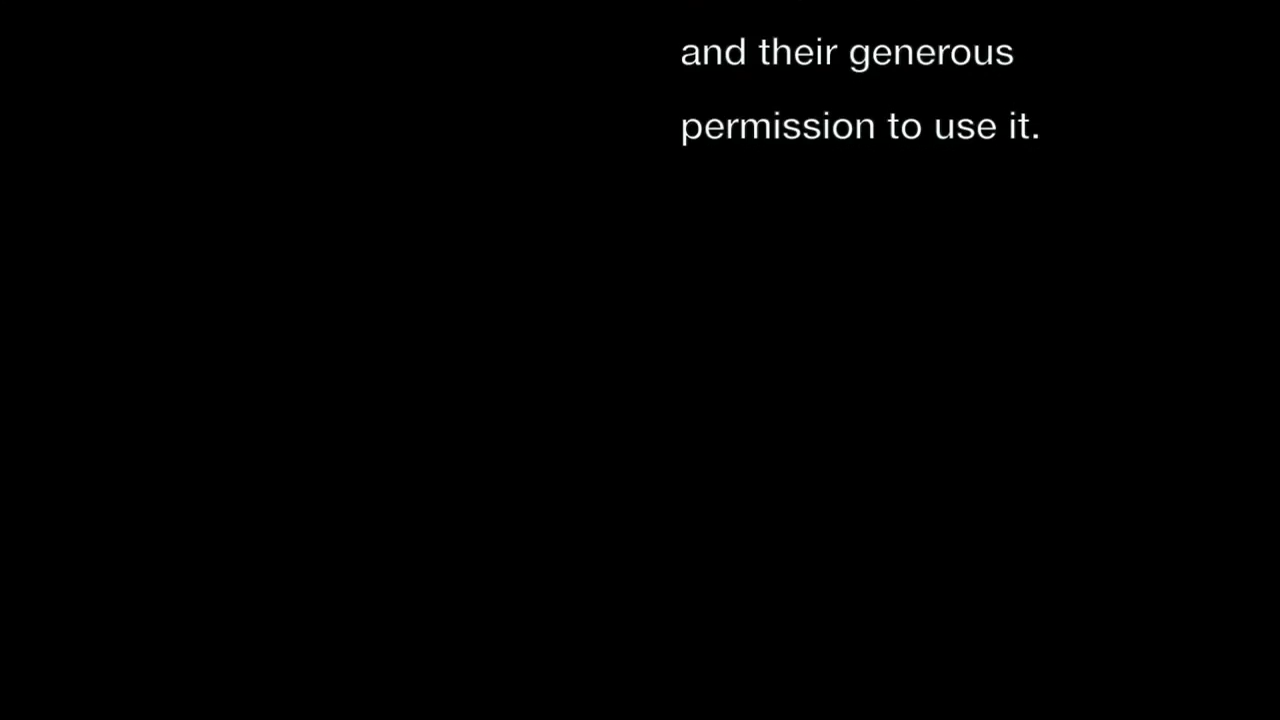 and their generous
permission to use it.